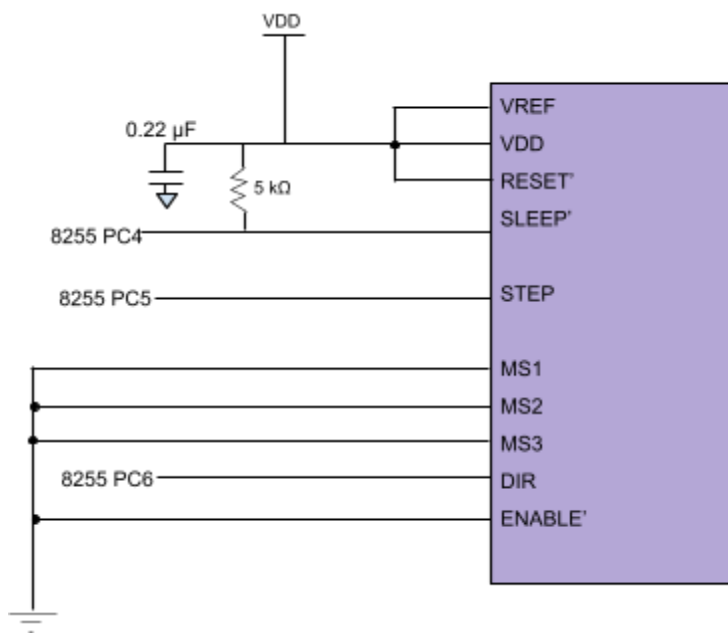 VDD
0.22 µF
5 kΩ
8255 PC4
8255 PC5
8255 PC6
VREF
VDD
RESET'
SLEEP'
STEP
MS1
MS2
MS3
DIR
ENABLE'